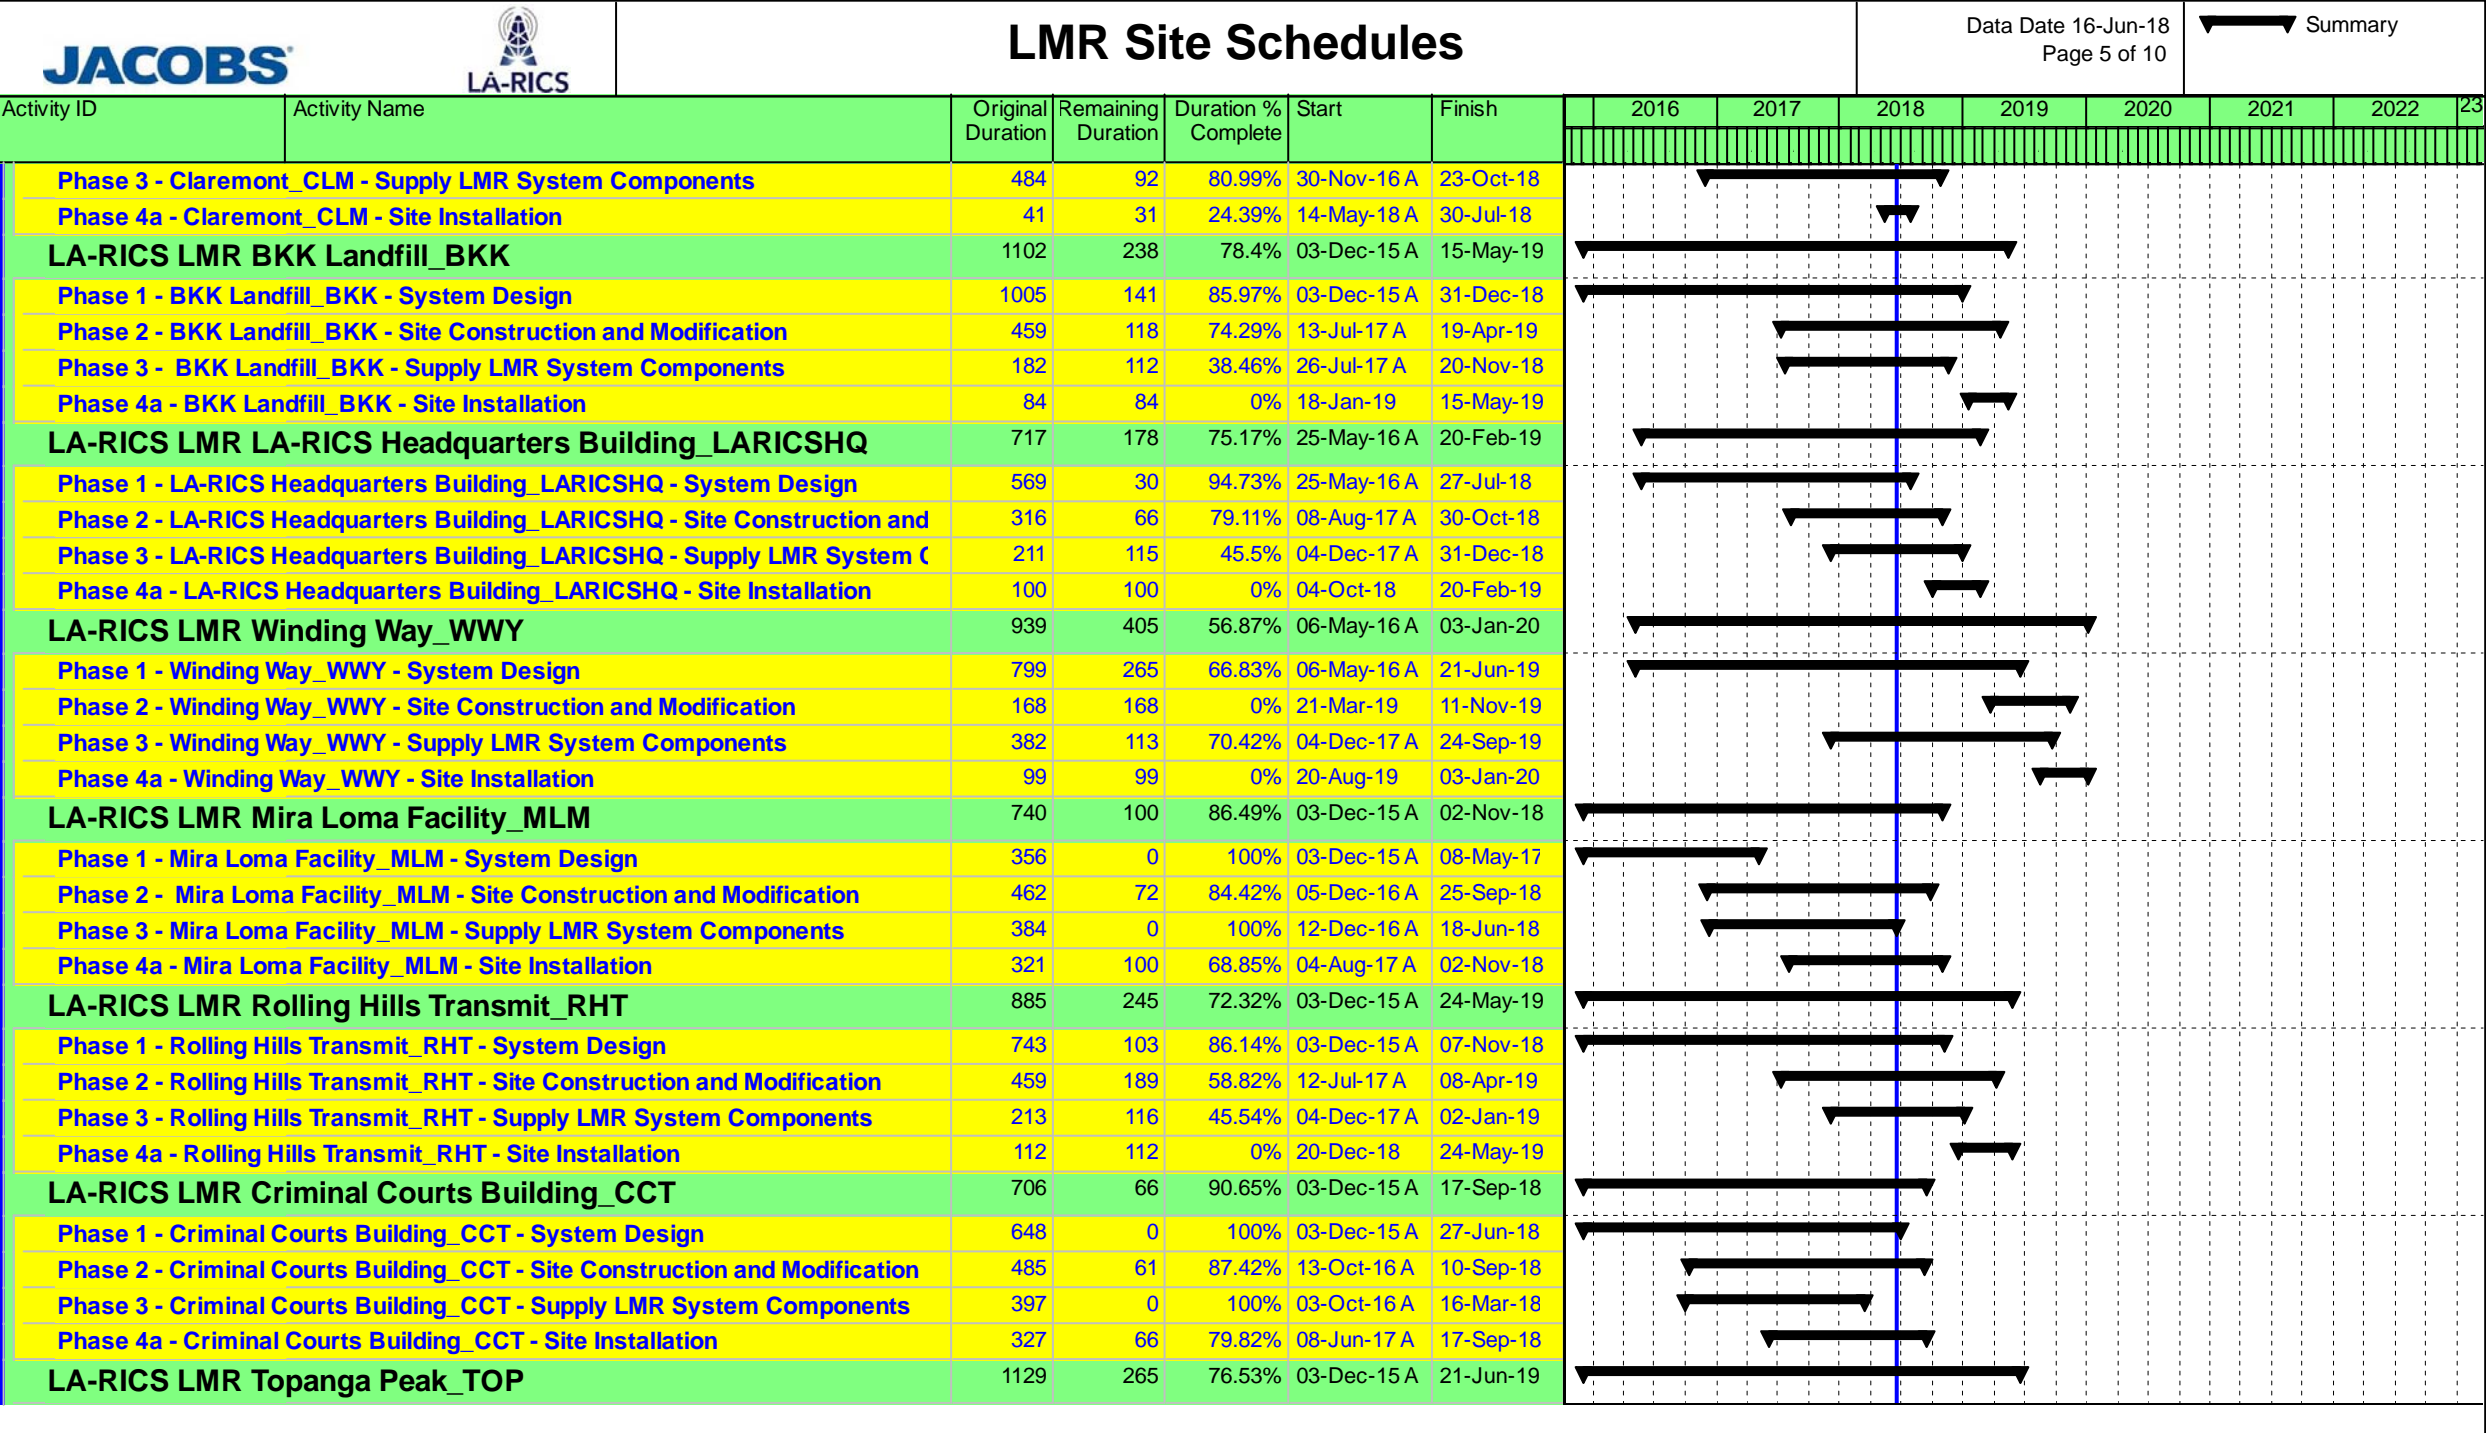 JACOBS
LA-RICS
LMR Site Schedules
Data Date 16-Jun-18
Page 5 of 10
Summary
Activity ID Activity Name Original Duration Remaining Duration Duration % Complete Start Finish 2016 2017 2018 2019 2020 2021 2022 23
Phase 3 - Claremont_CLM - Supply LMR System Components 484 92 80.99% 30-Nov-16 A 23-Oct-18
Phase 4a - Claremont_CLM - Site Installation 41 31 24.39% 14-May-18 A 30-Jul-18
LA-RICS LMR BKK Landfill_BKK 1102 238 78.4% 03-Dec-15 A 15-May-19
Phase 1 - BKK Landfill_BKK - System Design 1005 141 85.97% 03-Dec-15 A 31-Dec-18
Phase 2 - BKK Landfill_BKK - Site Construction and Modification 459 118 74.29% 13-Jul-17 A 19-Apr-19
Phase 3 - BKK Landfill_BKK - Supply LMR System Components 182 112 38.46% 26-Jul-17 A 20-Nov-18
Phase 4a - BKK Landfill_BKK - Site Installation 84 84 0% 18-Jan-19 15-May-19
LA-RICS LMR LA-RICS Headquarters Building_LARICSHQ 717 178 75.17% 25-May-16 A 20-Feb-19
Phase 1 - LA-RICS Headquarters Building_LARICSHQ - System Design 569 30 94.73% 25-May-16 A 27-Jul-18
Phase 2 - LA-RICS Headquarters Building_LARICSHQ - Site Construction and 316 66 79.11% 08-Aug-17 A 30-Oct-18
Phase 3 - LA-RICS Headquarters Building_LARICSHQ - Supply LMR System 211 115 45.5% 04-Dec-17 A 31-Dec-18
Phase 4a - LA-RICS Headquarters Building_LARICSHQ - Site Installation 100 100 0% 04-Oct-18 20-Feb-19
LA-RICS LMR Winding Way_WWY 939 405 56.87% 06-May-16 A 03-Jan-20
Phase 1 - Winding Way_WWY - System Design 799 265 66.83% 06-May-16 A 21-Jun-19
Phase 2 - Winding Way_WWY - Site Construction and Modification 168 168 0% 21-Mar-19 11-Nov-19
Phase 3 - Winding Way_WWY - Supply LMR System Components 382 113 70.42% 04-Dec-17 A 24-Sep-19
Phase 4a - Winding Way_WWY - Site Installation 99 99 0% 20-Aug-19 03-Jan-20
LA-RICS LMR Mira Loma Facility_MLM 740 100 86.49% 03-Dec-15 A 02-Nov-18
Phase 1 - Mira Loma Facility_MLM - System Design 356 0 100% 03-Dec-15 A 08-May-17
Phase 2 - Mira Loma Facility_MLM - Site Construction and Modification 462 72 84.42% 05-Dec-16 A 25-Sep-18
Phase 3 - Mira Loma Facility_MLM - Supply LMR System Components 384 0 100% 12-Dec-16 A 18-Jun-18
Phase 4a - Mira Loma Facility_MLM - Site Installation 321 100 68.85% 04-Aug-17 A 02-Nov-18
LA-RICS LMR Rolling Hills Transmit_RHT 885 245 72.32% 03-Dec-15 A 24-May-19
Phase 1 - Rolling Hills Transmit_RHT - System Design 743 103 86.14% 03-Dec-15 A 07-Nov-18
Phase 2 - Rolling Hills Transmit_RHT - Site Construction and Modification 459 189 58.82% 12-Jul-17 A 08-Apr-19
Phase 3 - Rolling Hills Transmit_RHT - Supply LMR System Components 213 116 45.54% 04-Dec-17 A 02-Jan-19
Phase 4a - Rolling Hills Transmit_RHT - Site Installation 112 112 0% 20-Dec-18 24-May-19
LA-RICS LMR Criminal Courts Building_CCT 706 66 90.65% 03-Dec-15 A 17-Sep-18
Phase 1 - Criminal Courts Building_CCT - System Design 648 0 100% 03-Dec-15 A 27-Jun-18
Phase 2 - Criminal Courts Building_CCT - Site Construction and Modification 485 61 87.42% 13-Oct-16 A 10-Sep-18
Phase 3 - Criminal Courts Building_CCT - Supply LMR System Components 397 0 100% 03-Oct-16 A 16-Mar-18
Phase 4a - Criminal Courts Building_CCT - Site Installation 327 66 79.82% 08-Jun-17 A 17-Sep-18
LA-RICS LMR Topanga Peak_TOP 1129 265 76.53% 03-Dec-15 A 21-Jun-19